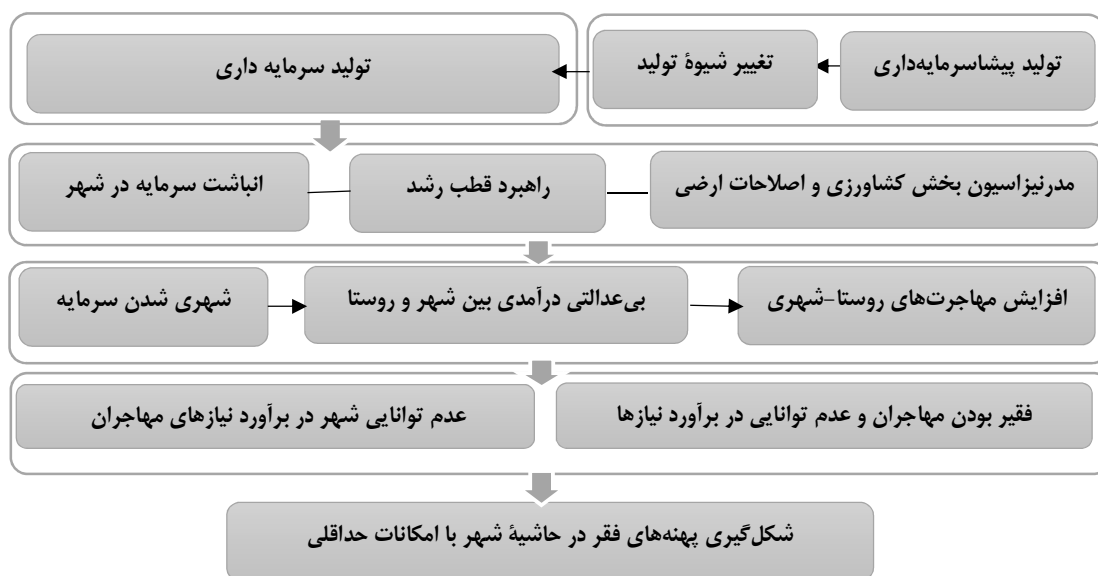 تولید پیشاسرمایه‌داری
تغییر شیوۀ تولید
تولید سرمایه داری
مدرنیزاسیون بخش کشاورزی و اصلاحات ارضی
راهبرد قطب رشد
انباشت سرمایه در شهر
افزایش مهاجرت‌های روستا-شهری
بی‌عدالتی درآمدی بین شهر و روستا
شهری شدن سرمایه
فقیر بودن مهاجران و عدم توانایی در برآورد نیازها
عدم توانایی شهر در برآورد نیازهای مهاجران
شکل‌گیری پهنه‌های فقر در حاشیۀ شهر با امکانات حداقلی